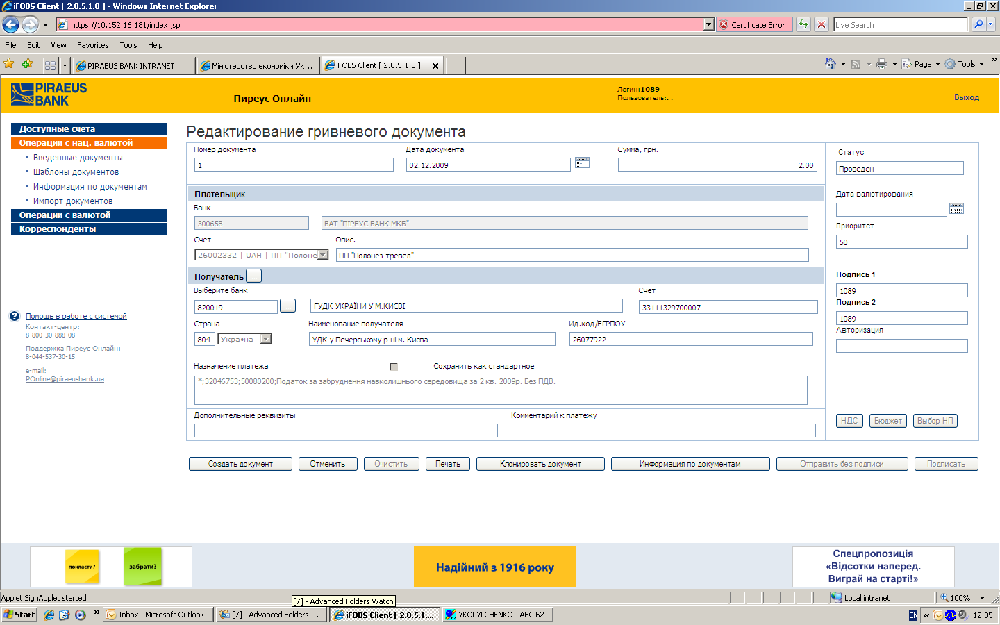 iFOBS Client [ 2.0.5.1.0 ] - Windows Internet Explorer
https://10.152.16.181/index.jsp
Certificate Error
Live Search
File Edit View Favorites Tools Help
PIRAEUS BANK INTRANET
Міністерство економіки Ук...
iFOBS Client [ 2.0.5.1.0 ]
Page
Tools
PIRAEUS
BANK
Пиреус Онлайн
Логин:1089
Пользователь:. .
Выход
Доступные счета
Операции с нац. валютой
Введенные документы
Шаблоны документов
Информация по документам
Импорт документов
Операции с валютой
Корреспонденты
Помощь в работе с системой
Контакт-центр:
8-800-30-888-08
Поддержка Пиреус Онлайн:
8-044-537-30-15
e-mail:
POnline@piraeusbank.ua
Редактирование гривневого документа
Номер документа Дата документа Сумма, грн.
1 02.12.2009 2.00
Плательщик
Банк
300658 ВАТ "ПІРЕУС БАНК МКБ"
Счет Опис.
26002332 | UAH | ПП "Полоне ПП "Полонез-тревел"
Получатель ...
Выберите банк Счет
820019 ... ГУДК УКРАЇНИ У М.КИЄВІ 33111329700007
Страна Наименование получателя Ид.код/ЕГРПОУ
804 Укра•на УДК у Печерському р-ні м. Києва 26077922
Назначение платежа Сохранить как стандартное
*;32046753;50080200;Податок за забруднення навколишнього середовища за 2 кв. 2009р. Без ПДВ.
Дополнительные реквизиты Комментарий к платежу
Статус
Проведен
Дата валютирования
Приоритет
50
Подпись 1
1089
Подпись 2
1089
Авторизация
НДС Бюджет Выбор НП
Создать документ Отменить Очистить Печать Клонировать документ Информация по документам Отправить без подписи Подписать
покласти?
забрати?
Надійний з 1916 року
Спецпропозиція
«Відсотки наперед.
Виграй на старті!»
Applet SignApplet started
[7] - Advanced Folders Watch
Local intranet
100%
Start
Inbox - Microsoft Outlook
[7] - Advanced Folders ...
iFOBS Client [ 2.0.5.1....
YKOPYLCHENKO - АБС Б2
EN
12:05